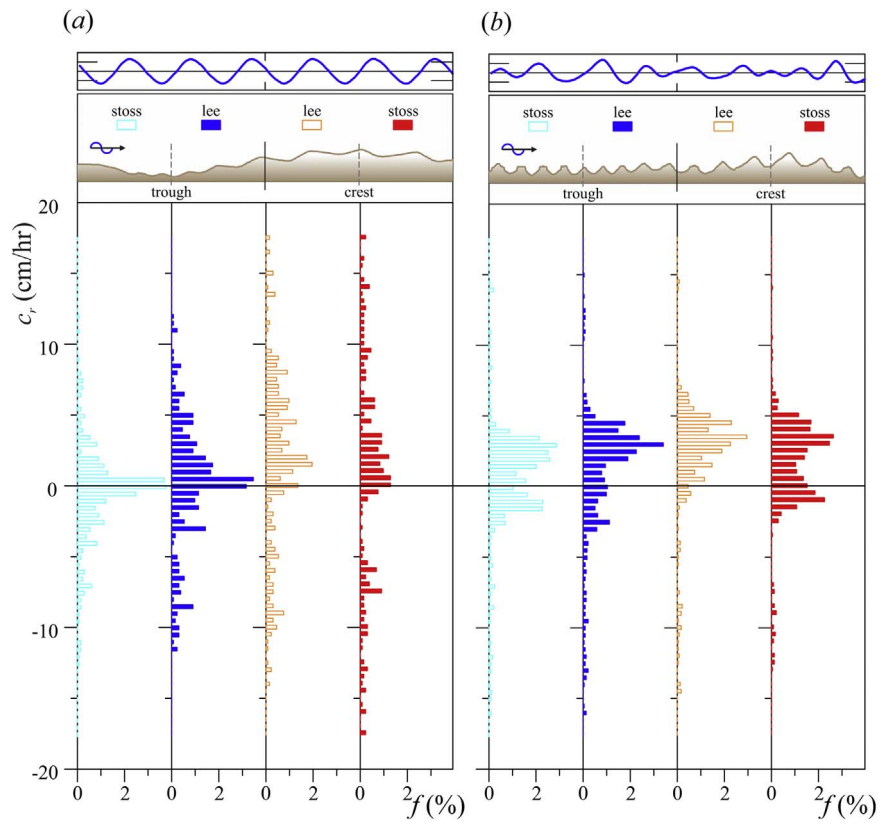 (a)
(b)
stoss lee lee stoss
stoss lee lee stoss
trough crest
trough crest
20
10
0
-10
-20
c_r (cm/hr)
0 2 0 2 0 2 0 2 f (%)
0 2 0 2 0 2 0 2 f (%)